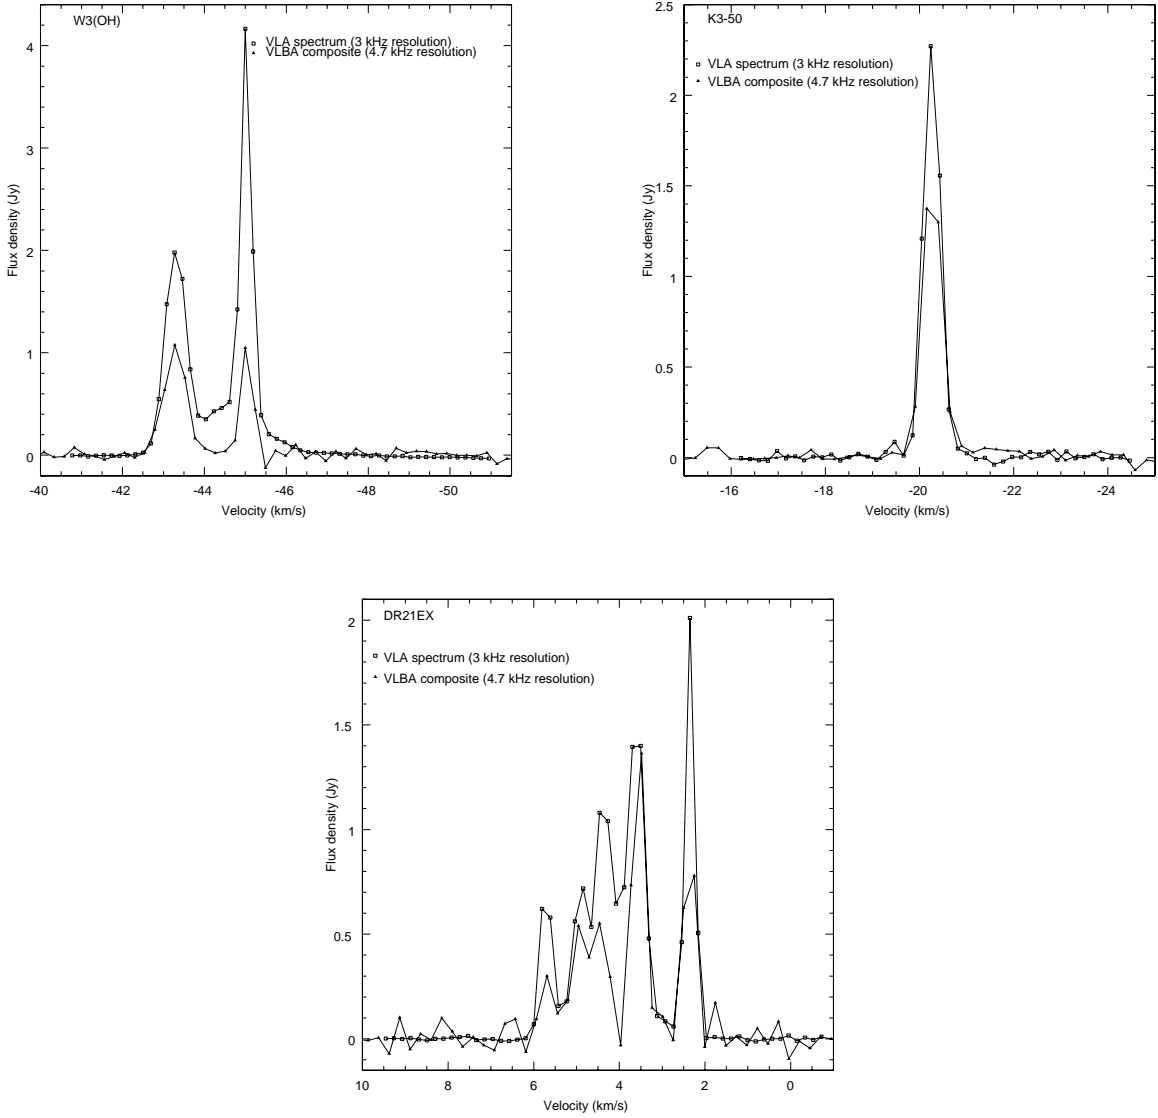 W3(OH)
VLA spectrum (3 kHz resolution)
VLBA composite (4.7 kHz resolution)
4
3
2
1
0
Flux density (Jy)
-40 -42 -44 -46 -48 -50
Velocity (km/s)
K3-50
VLA spectrum (3 kHz resolution)
VLBA composite (4.7 kHz resolution)
2.5
2
1.5
1
0.5
0
Flux density (Jy)
-16 -18 -20 -22 -24
Velocity (km/s)
DR21EX
VLA spectrum (3 kHz resolution)
VLBA composite (4.7 kHz resolution)
2
1.5
1
0.5
0
Flux density (Jy)
10 8 6 4 2 0
Velocity (km/s)